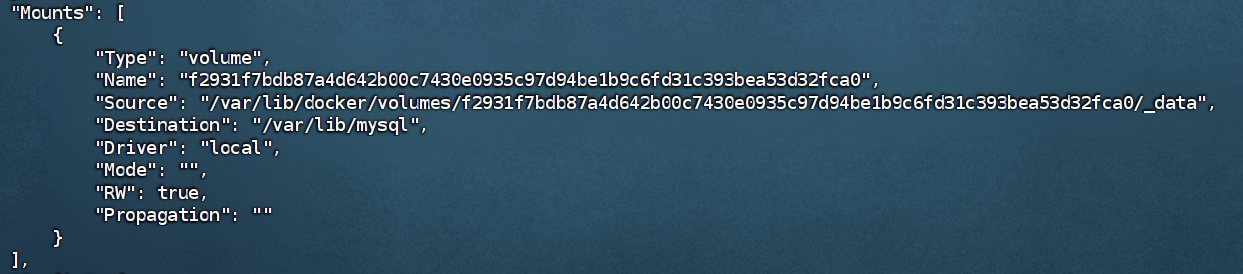 "Mounts": [
{
"Type": "volume",
"Name": "f2931f7bdb87a4d642b00c7430e0935c97d94be1b9c6fd31c393bea53d32fca0",
"Source": "/var/lib/docker/volumes/f2931f7bdb87a4d642b00c7430e0935c97d94be1b9c6fd31c393bea53d32fca0/_data",
"Destination": "/var/lib/mysql",
"Driver": "local",
"Mode": "",
"RW": true,
"Propagation": ""
}
],